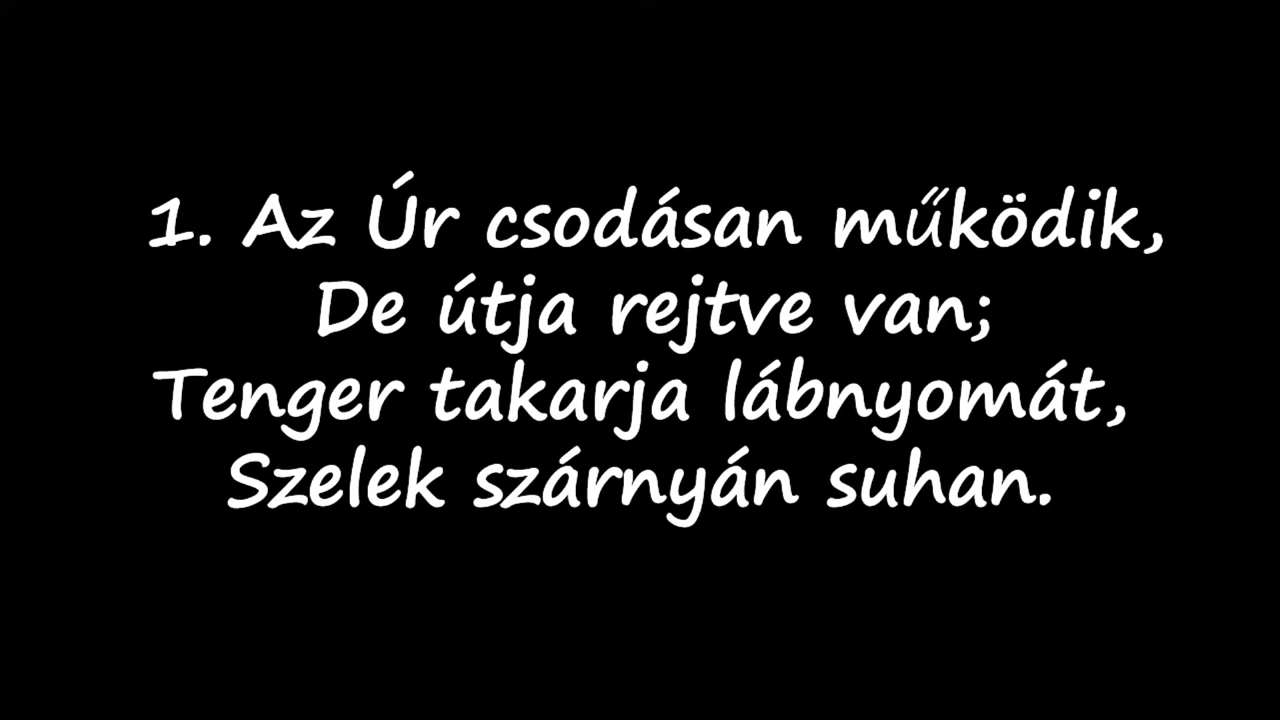 1. Az Úr csodásan működik,
De útja rejtve van;
Tenger takarja lábnyomát,
Szelek szárnyán suhan.